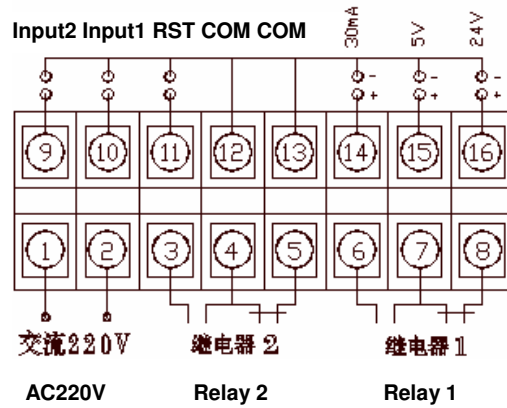 Input2 Input1 RST COM COM 30mA 5V 24V
- - -
+ + +
9 10 11 12 13 14 15 16
1 2 3 4 5 6 7 8
交流220V 继电器2 继电器1
AC220V Relay 2 Relay 1